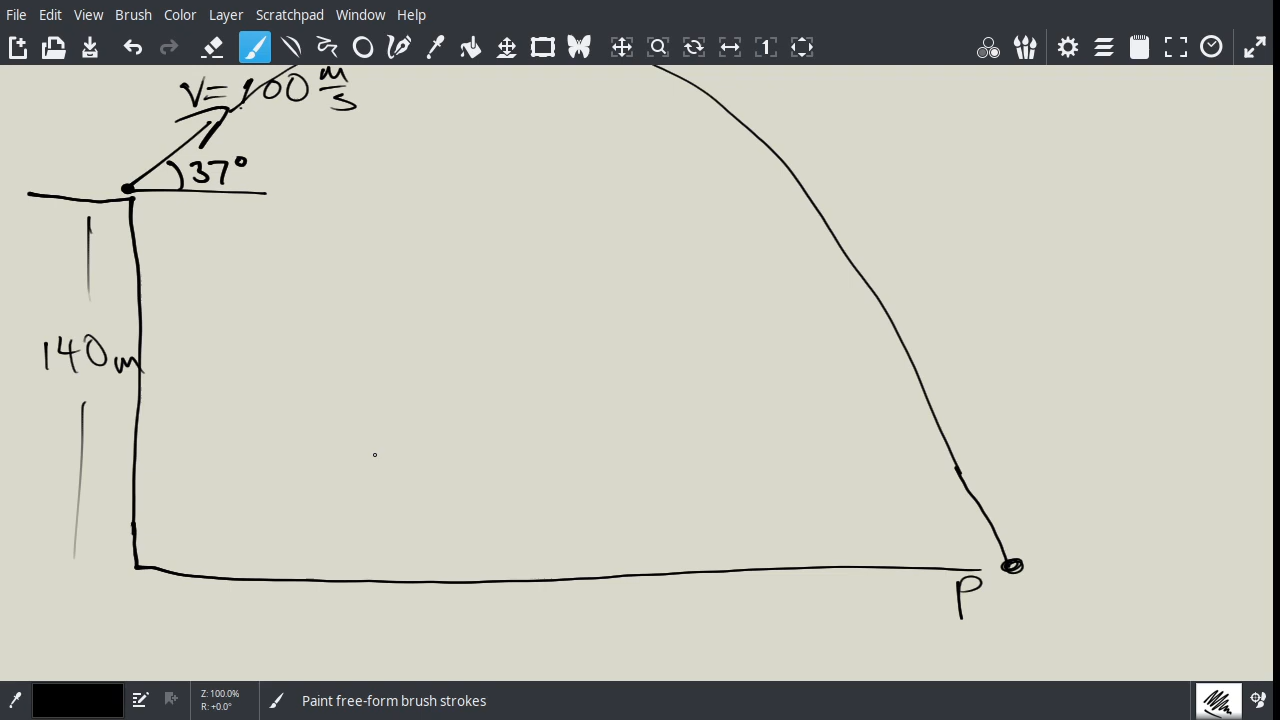 File Edit View Brush Color Layer Scratchpad Window Help
V=100 m/s
37°
140m
P
Z: 100.0%
R: +0.0°
Paint free-form brush strokes
1